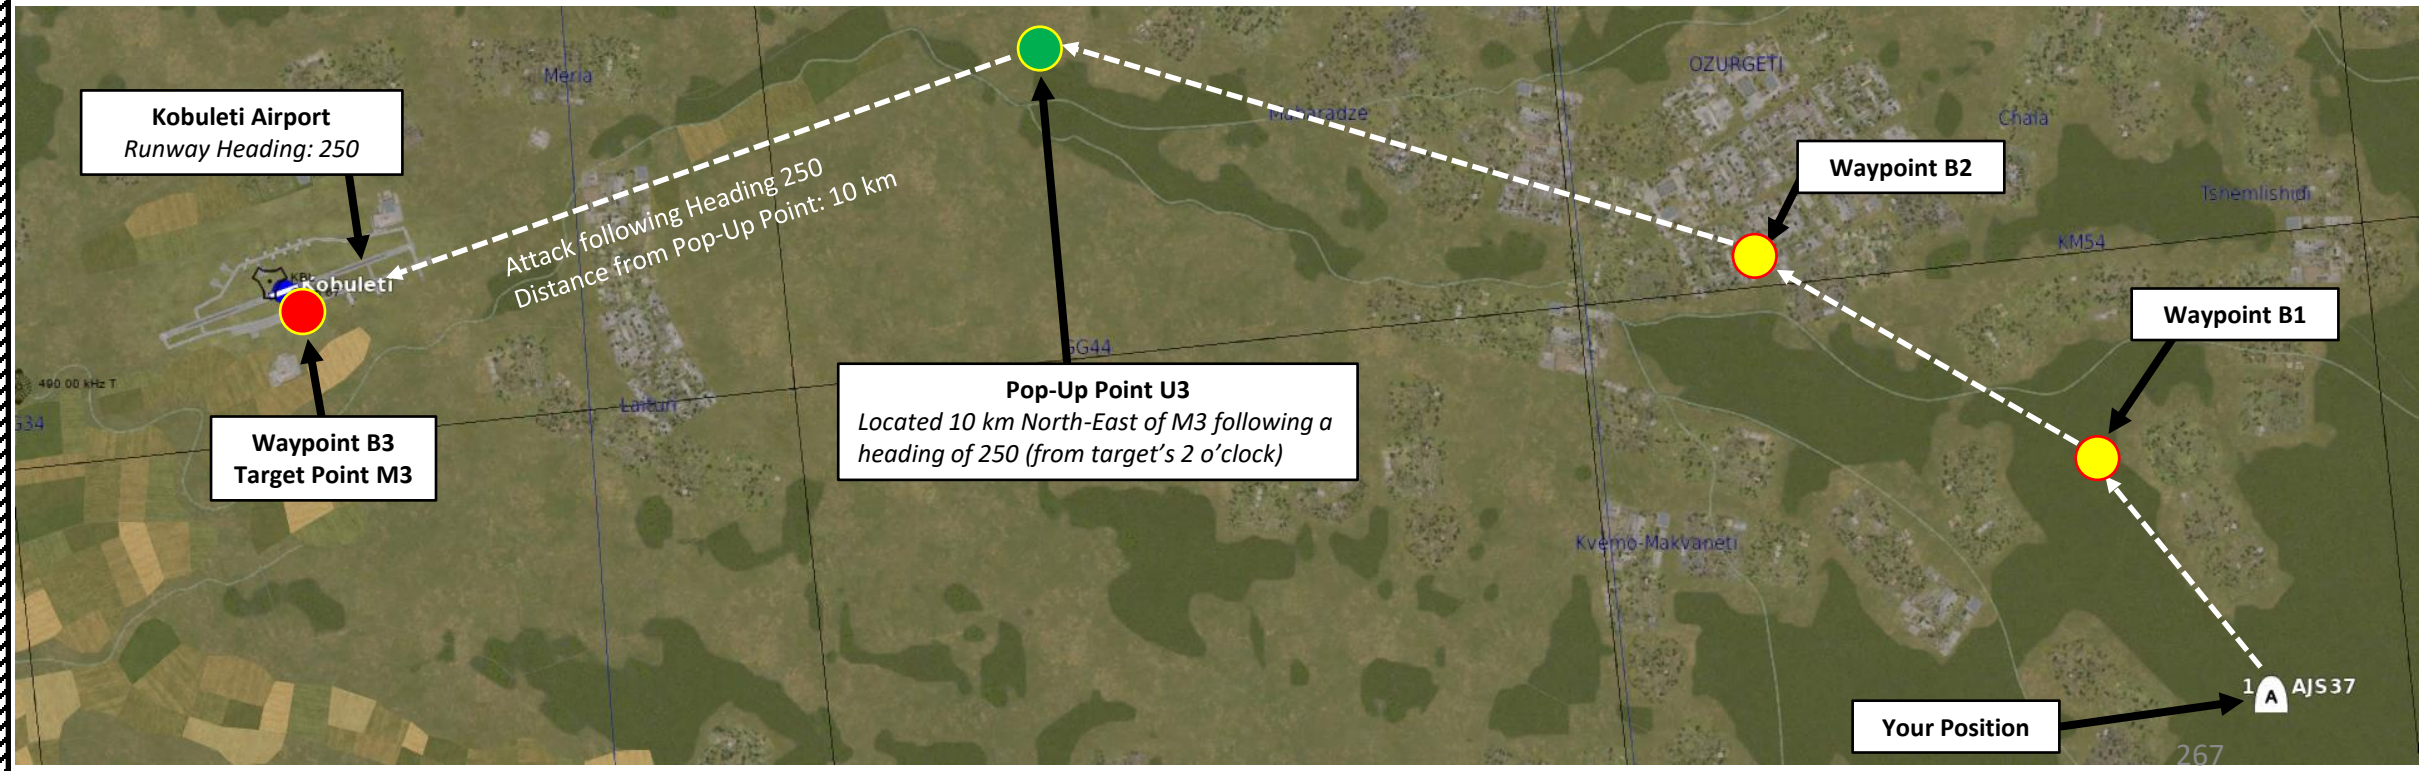 Kobuleti Airport
Runway Heading: 250
Meria
OZURGETI
Maharadze
Chala
Waypoint B2
Tshemlishidi
KM54
Attack following Heading 250
Distance from Pop-Up Point: 10 km
KBL
Kobuleti
Waypoint B1
GG44
490.00 kHz T
G34
Pop-Up Point U3
Located 10 km North-East of M3 following a
heading of 250 (from target's 2 o'clock)
Waypoint B3
Target Point M3
Kvemo-Makvaneti
1 A AJS37
Your Position
267